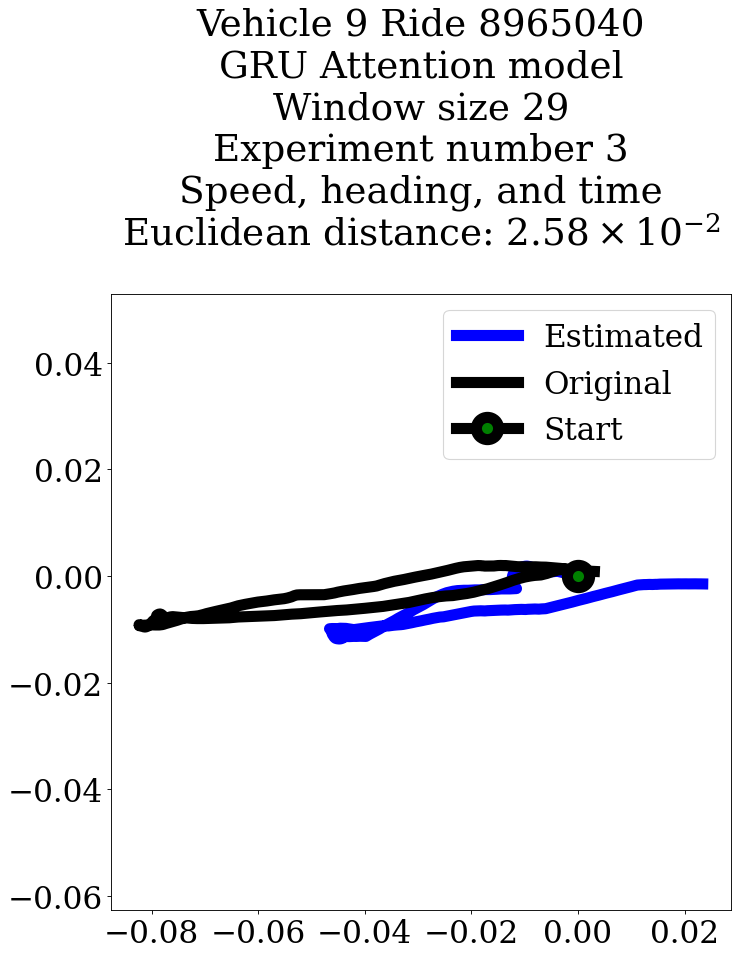 Vehicle 9 Ride 8965040
GRU Attention model
Window size 29
Experiment number 3
Speed, heading, and time
Euclidean distance: 2.58 × 10⁻²
Estimated
Original
Start
0.04
0.02
0.00
−0.02
−0.04
−0.06
−0.08 −0.06 −0.04 −0.02 0.00 0.02